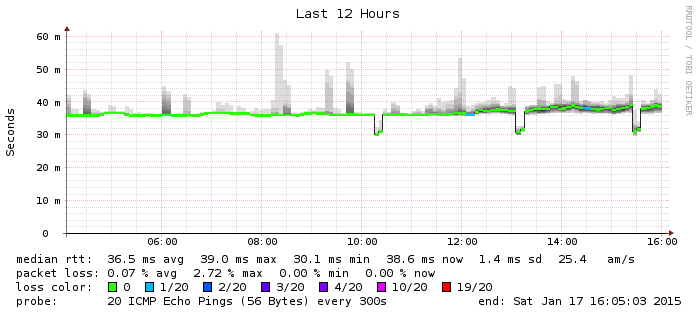 Last 12 Hours
RRDTOOL / TOBI OETIKER
Seconds
60 m
50 m
40 m
30 m
20 m
10 m
0
06:00 08:00 10:00 12:00 14:00 16:00
median rtt: 36.5 ms avg 39.0 ms max 30.1 ms min 38.6 ms now 1.4 ms sd 25.4 am/s
packet loss: 0.07 % avg 2.72 % max 0.00 % min 0.00 % now
loss color: 0 1/20 2/20 3/20 4/20 10/20 19/20
probe: 20 ICMP Echo Pings (56 Bytes) every 300s end: Sat Jan 17 16:05:03 2015